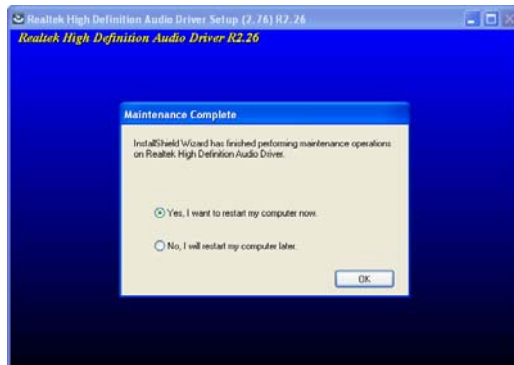 Realtek High Definition Audio Driver Setup (2.76) R2.26
Realtek High Definition Audio Driver R2.26
Maintenance Complete
InstallShield Wizard has finished performing maintenance operations
on Realtek High Definition Audio Driver.
Yes, I want to restart my computer now.
No, I will restart my computer later.
OK